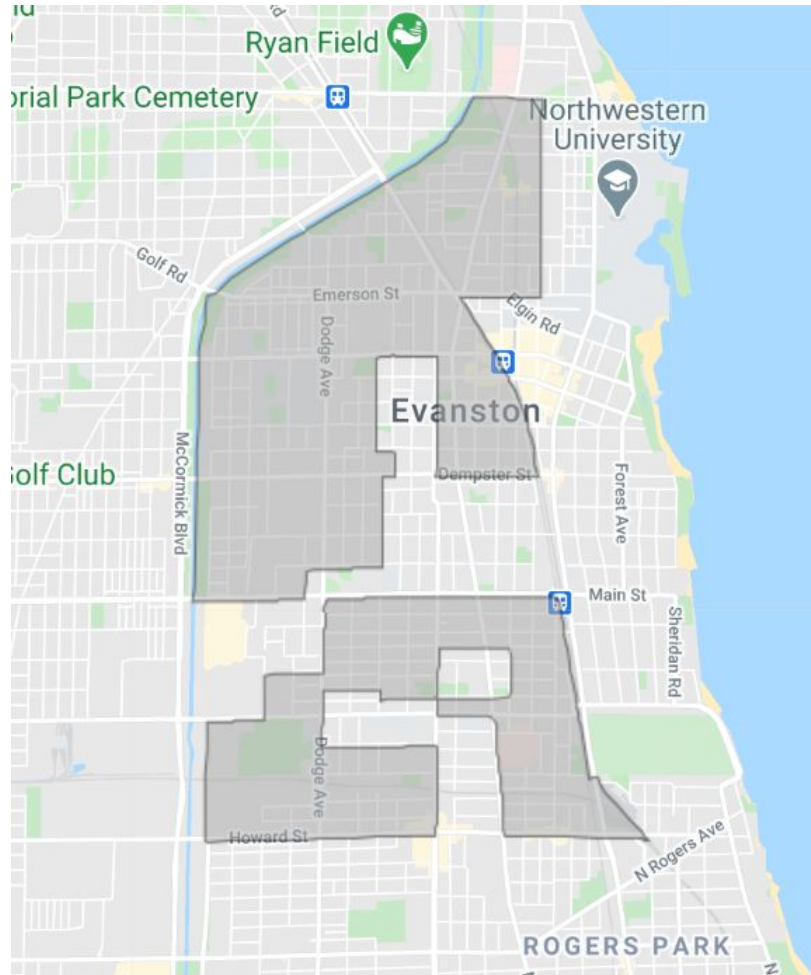 Ryan Field
orial Park Cemetery
Northwestern
University
Golf Rd
Emerson St
Elgin Rd
Dodge Ave
Evanston
McCormick Blvd
olf Club
Dempster St
Forest Ave
Main St
Sheridan Rd
Dodge Ave
Howard St
N Rogers Ave
ROGERS PARK